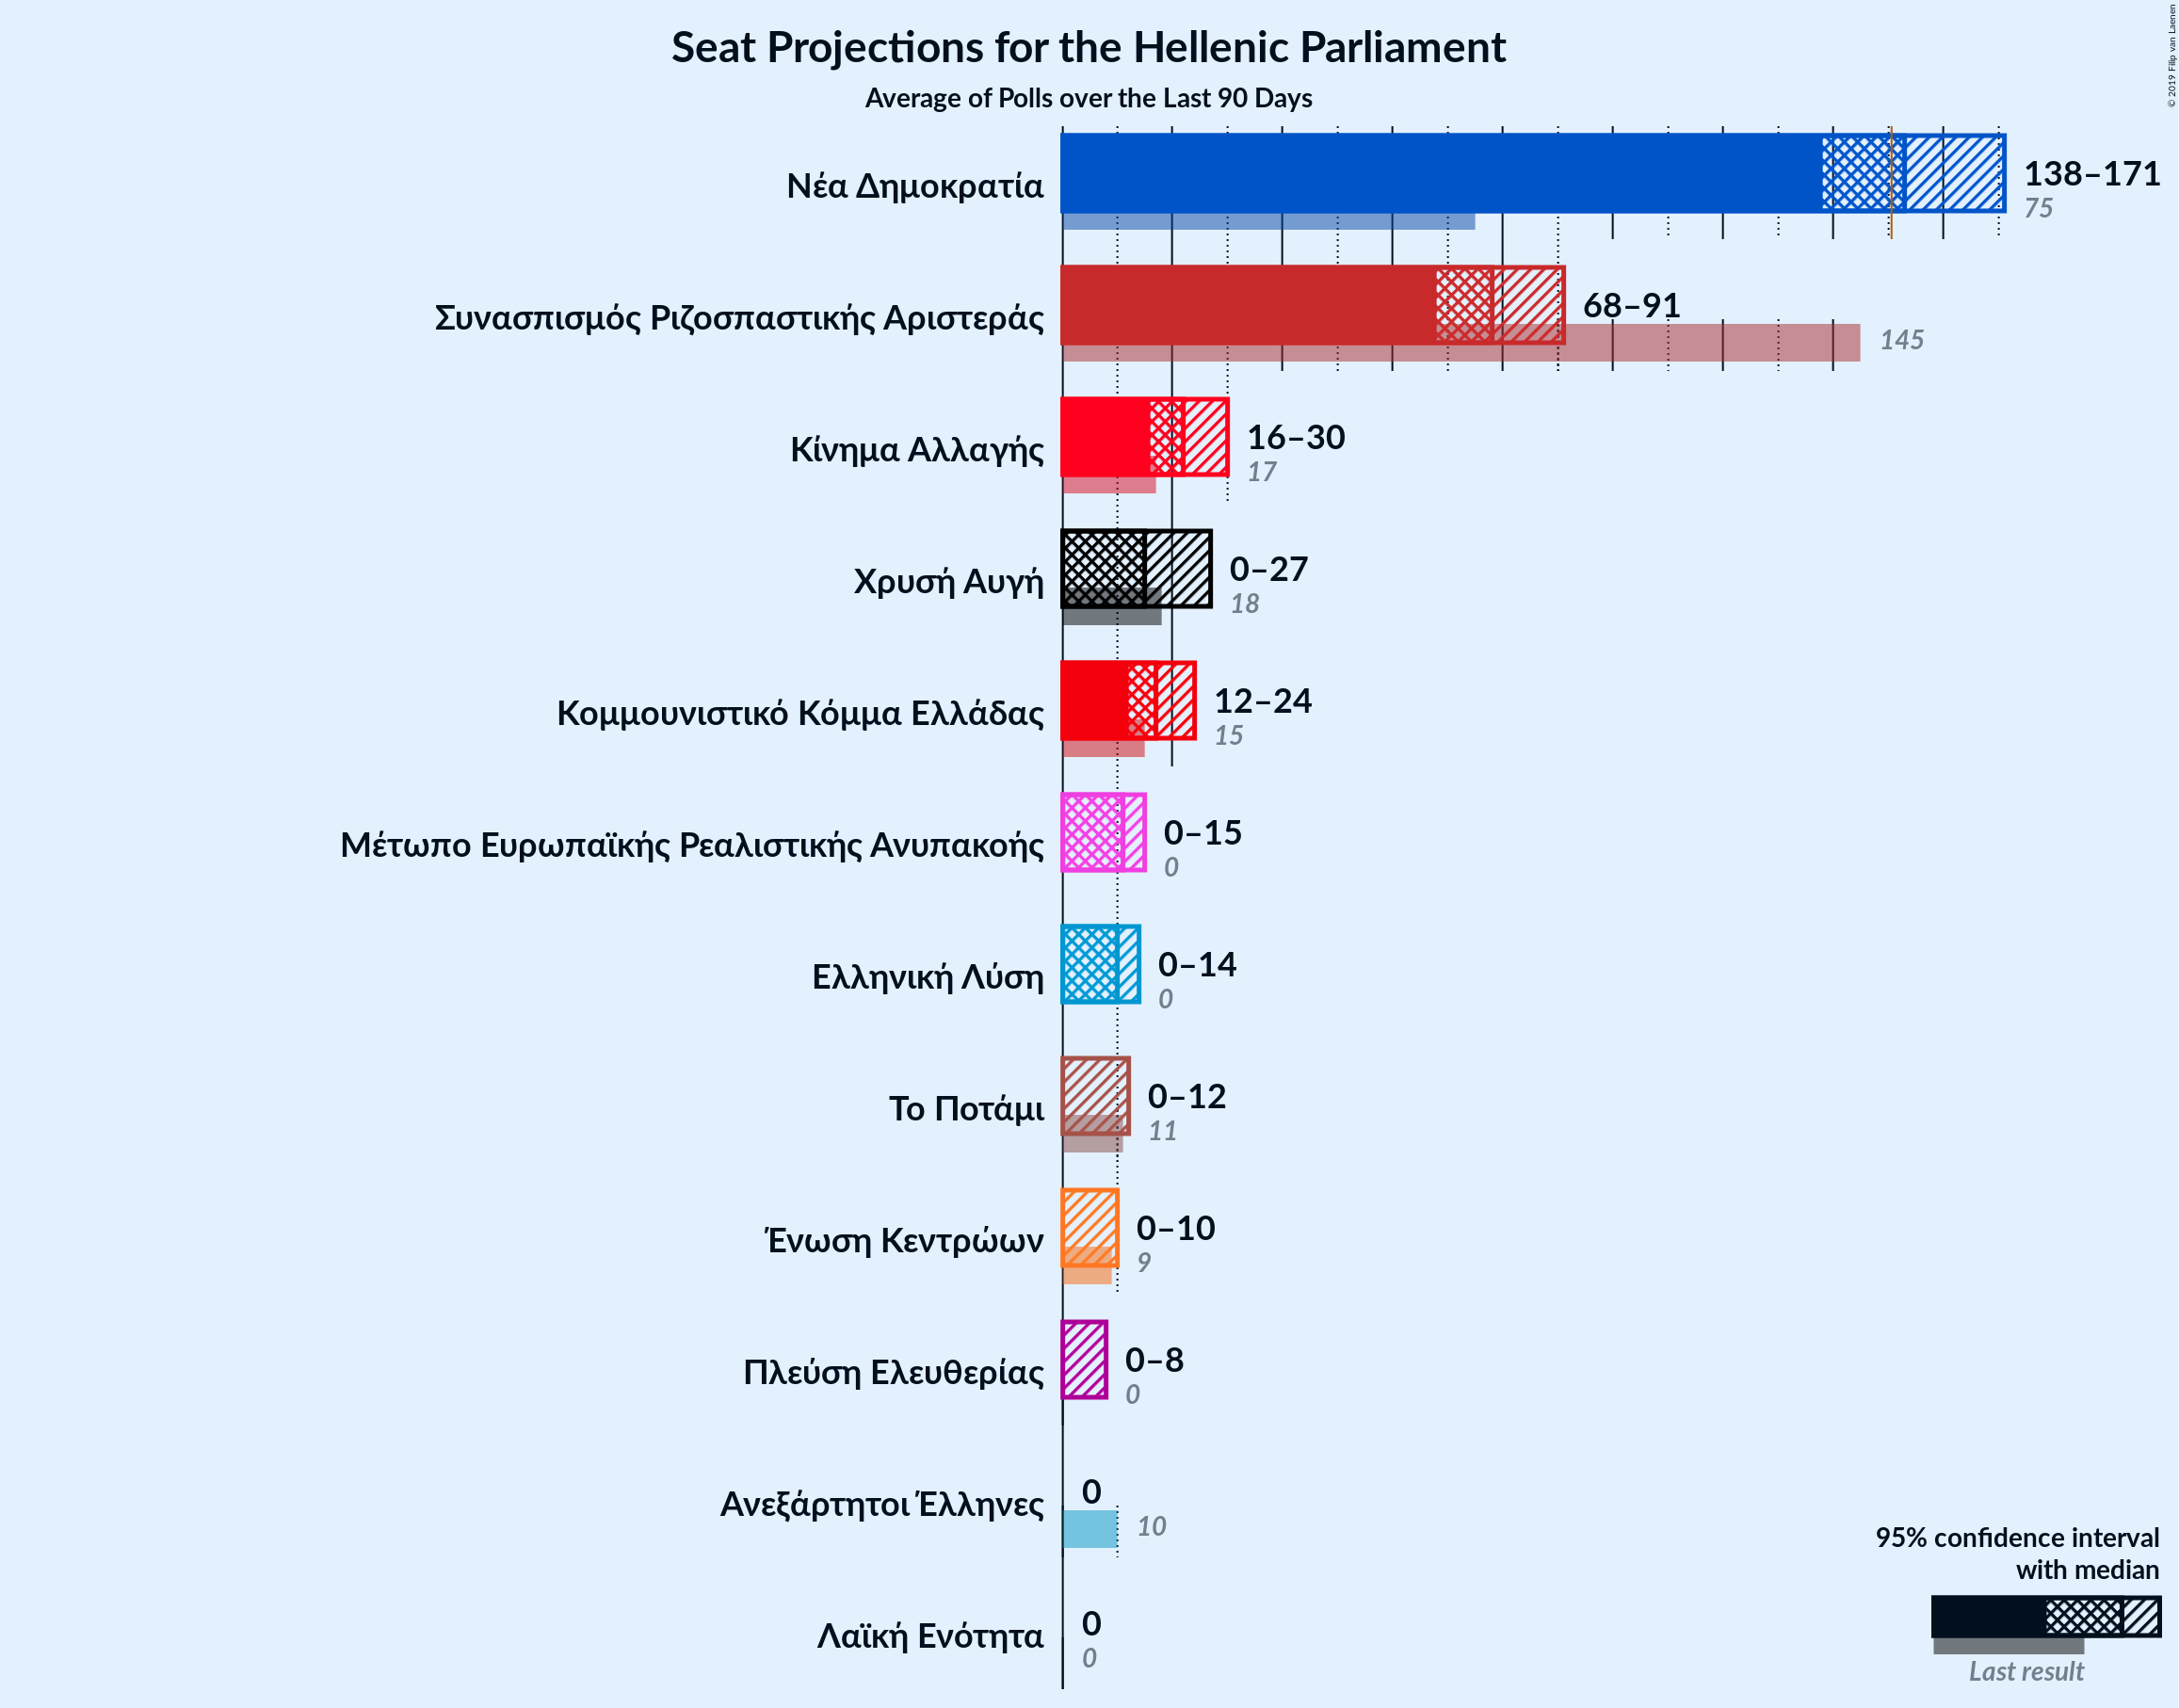 Seat Projections for the Hellenic Parliament
Average of Polls over the Last 90 Days
© 2019 Filip van Laenen
Νέα Δημοκρατία
138–171
75
Συνασπισμός Ριζοσπαστικής Αριστεράς
68–91
145
Κίνημα Αλλαγής
16–30
17
Χρυσή Αυγή
0–27
18
Κομμουνιστικό Κόμμα Ελλάδας
12–24
15
Μέτωπο Ευρωπαϊκής Ρεαλιστικής Ανυπακοής
0–15
0
Ελληνική Λύση
0–14
0
Το Ποτάμι
0–12
11
Ένωση Κεντρώων
0–10
9
Πλεύση Ελευθερίας
0–8
0
Ανεξάρτητοι Έλληνες
0
10
Λαϊκή Ενότητα
0
0
95% confidence interval
with median
Last result